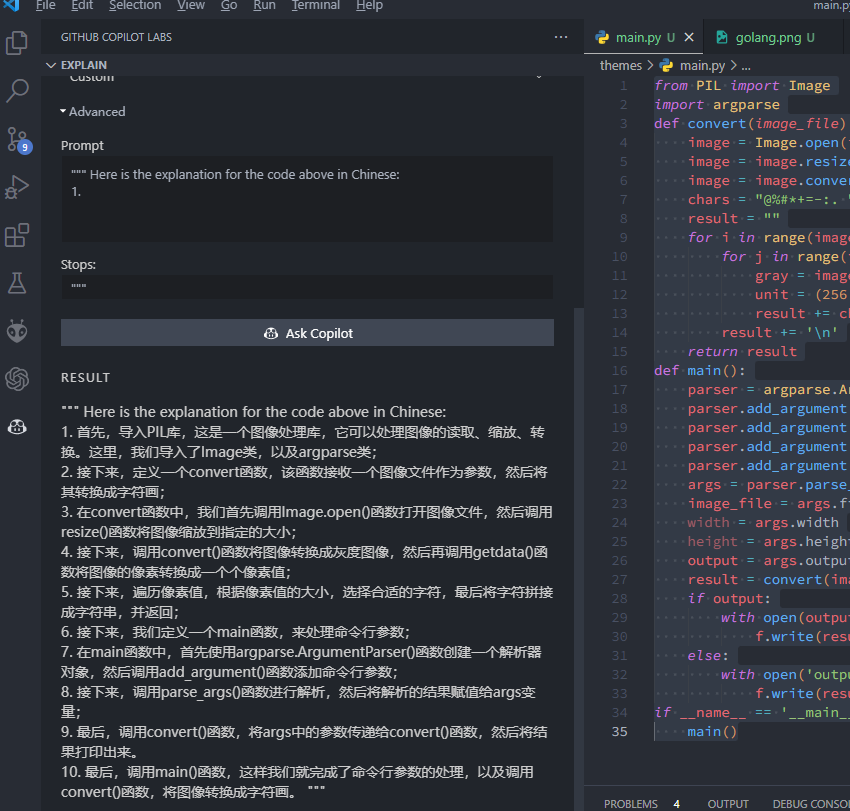 File Edit Selection View Go Run Terminal Help main.py
GITHUB COPILOT LABS ...
EXPLAIN
Custom
Advanced
Prompt
""" Here is the explanation for the code above in Chinese:
1.
Stops:
"""
Ask Copilot
RESULT
""" Here is the explanation for the code above in Chinese:
1. 首先，导入PIL库，这是一个图像处理库，它可以处理图像的读取、缩放、转
换。这里，我们导入了Image类，以及argparse类；
2. 接下来，定义一个convert函数，该函数接收一个图像文件作为参数，然后将
其转换成字符画；
3. 在convert函数中，我们首先调用Image.open()函数打开图像文件，然后调用
resize()函数将图像缩放到指定的大小；
4. 接下来，调用convert()函数将图像转换成灰度图像，然后再调用getdata()函
数将图像的像素转换成一个个像素值；
5. 接下来，遍历像素值，根据像素值的大小，选择合适的字符，最后将字符拼接
成字符串，并返回；
6. 接下来，我们定义一个main函数，来处理命令行参数；
7. 在main函数中，首先使用argparse.ArgumentParser()函数创建一个解析器
对象，然后调用add_argument()函数添加命令行参数；
8. 接下来，调用parse_args()函数进行解析，然后将解析的结果赋值给args变
量；
9. 最后，调用convert()函数，将args中的参数传递给convert()函数，然后将结
果打印出来。
10. 最后，调用main()函数，这样我们就完成了命令行参数的处理，以及调用
convert()函数，将图像转换成字符画。 """
9
main.py U golang.png U
themes > main.py > ...
1 from PIL import Image
2 import argparse
3 def convert(image_file)
4 image = Image.open(
5 image = image.resize
6 image = image.conver
7 chars = "@%#*+=-:. "
8 result = ""
9 for i in range(imag
10 for j in range(
11 gray = imag
12 unit = (256
13 result += c
14 result += '\n'
15 return result
16 def main():
17 parser = argparse.A
18 parser.add_argument
19 parser.add_argument
20 parser.add_argument
21 parser.add_argument
22 args = parser.parse_
23 image_file = args.f
24 width = args.width
25 height = args.heigh
26 output = args.outpu
27 result = convert(ima
28 if output:
29 with open(outpu
30 f.write(resu
31 else:
32 with open('outpu
33 f.write(resu
34 if __name__ == '__main_
35 main()
PROBLEMS 4 OUTPUT DEBUG CONSO